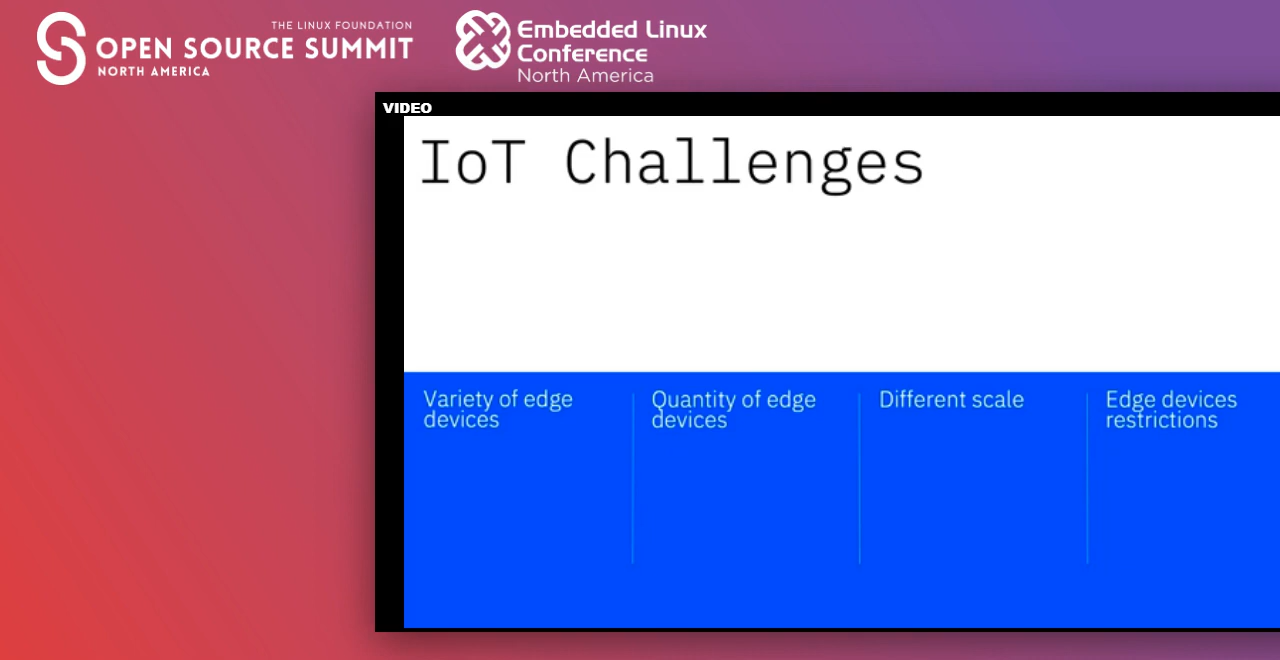 THE LINUX FOUNDATION
OPEN SOURCE SUMMIT
NORTH AMERICA
Embedded Linux
Conference
North America
VIDEO
IoT Challenges
Variety of edge
devices
Quantity of edge
devices
Different scale
Edge devices
restrictions